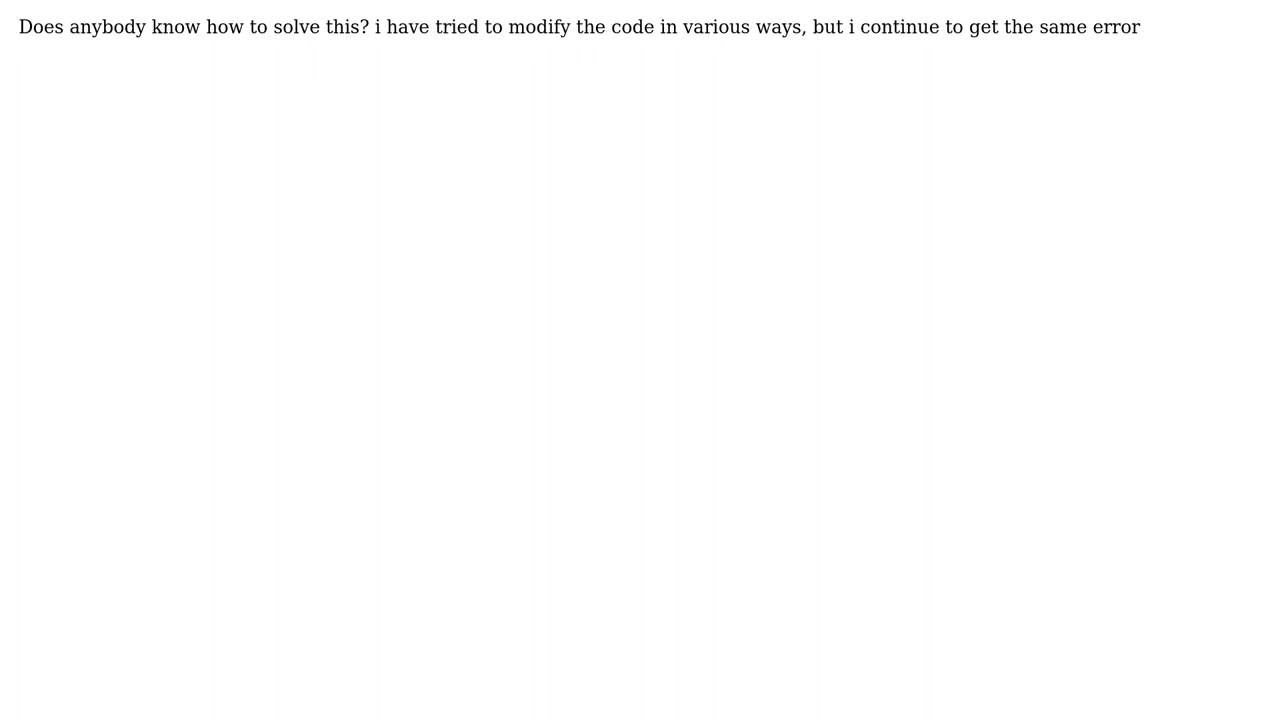 Does anybody know how to solve this? i have tried to modify the code in various ways, but i continue to get the same error